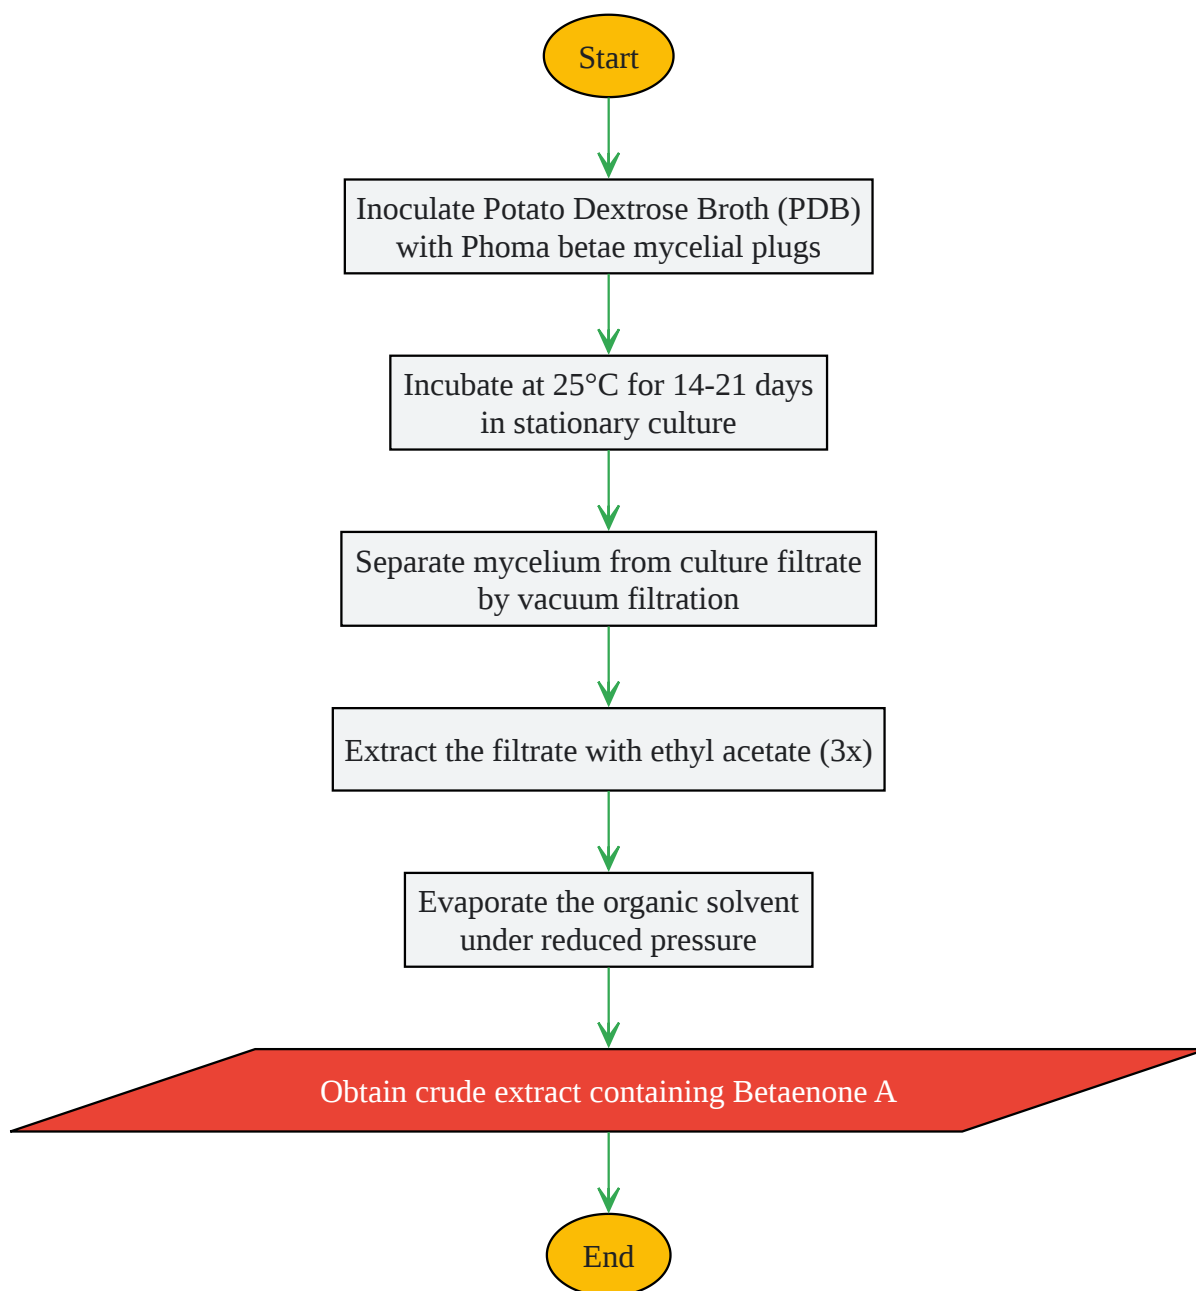 Start
Inoculate Potato Dextrose Broth (PDB)
with Phoma betae mycelial plugs
Incubate at 25°C for 14-21 days
in stationary culture
Separate mycelium from culture filtrate
by vacuum filtration
Extract the filtrate with ethyl acetate (3x)
Evaporate the organic solvent
under reduced pressure
Obtain crude extract containing Betaenone A
End